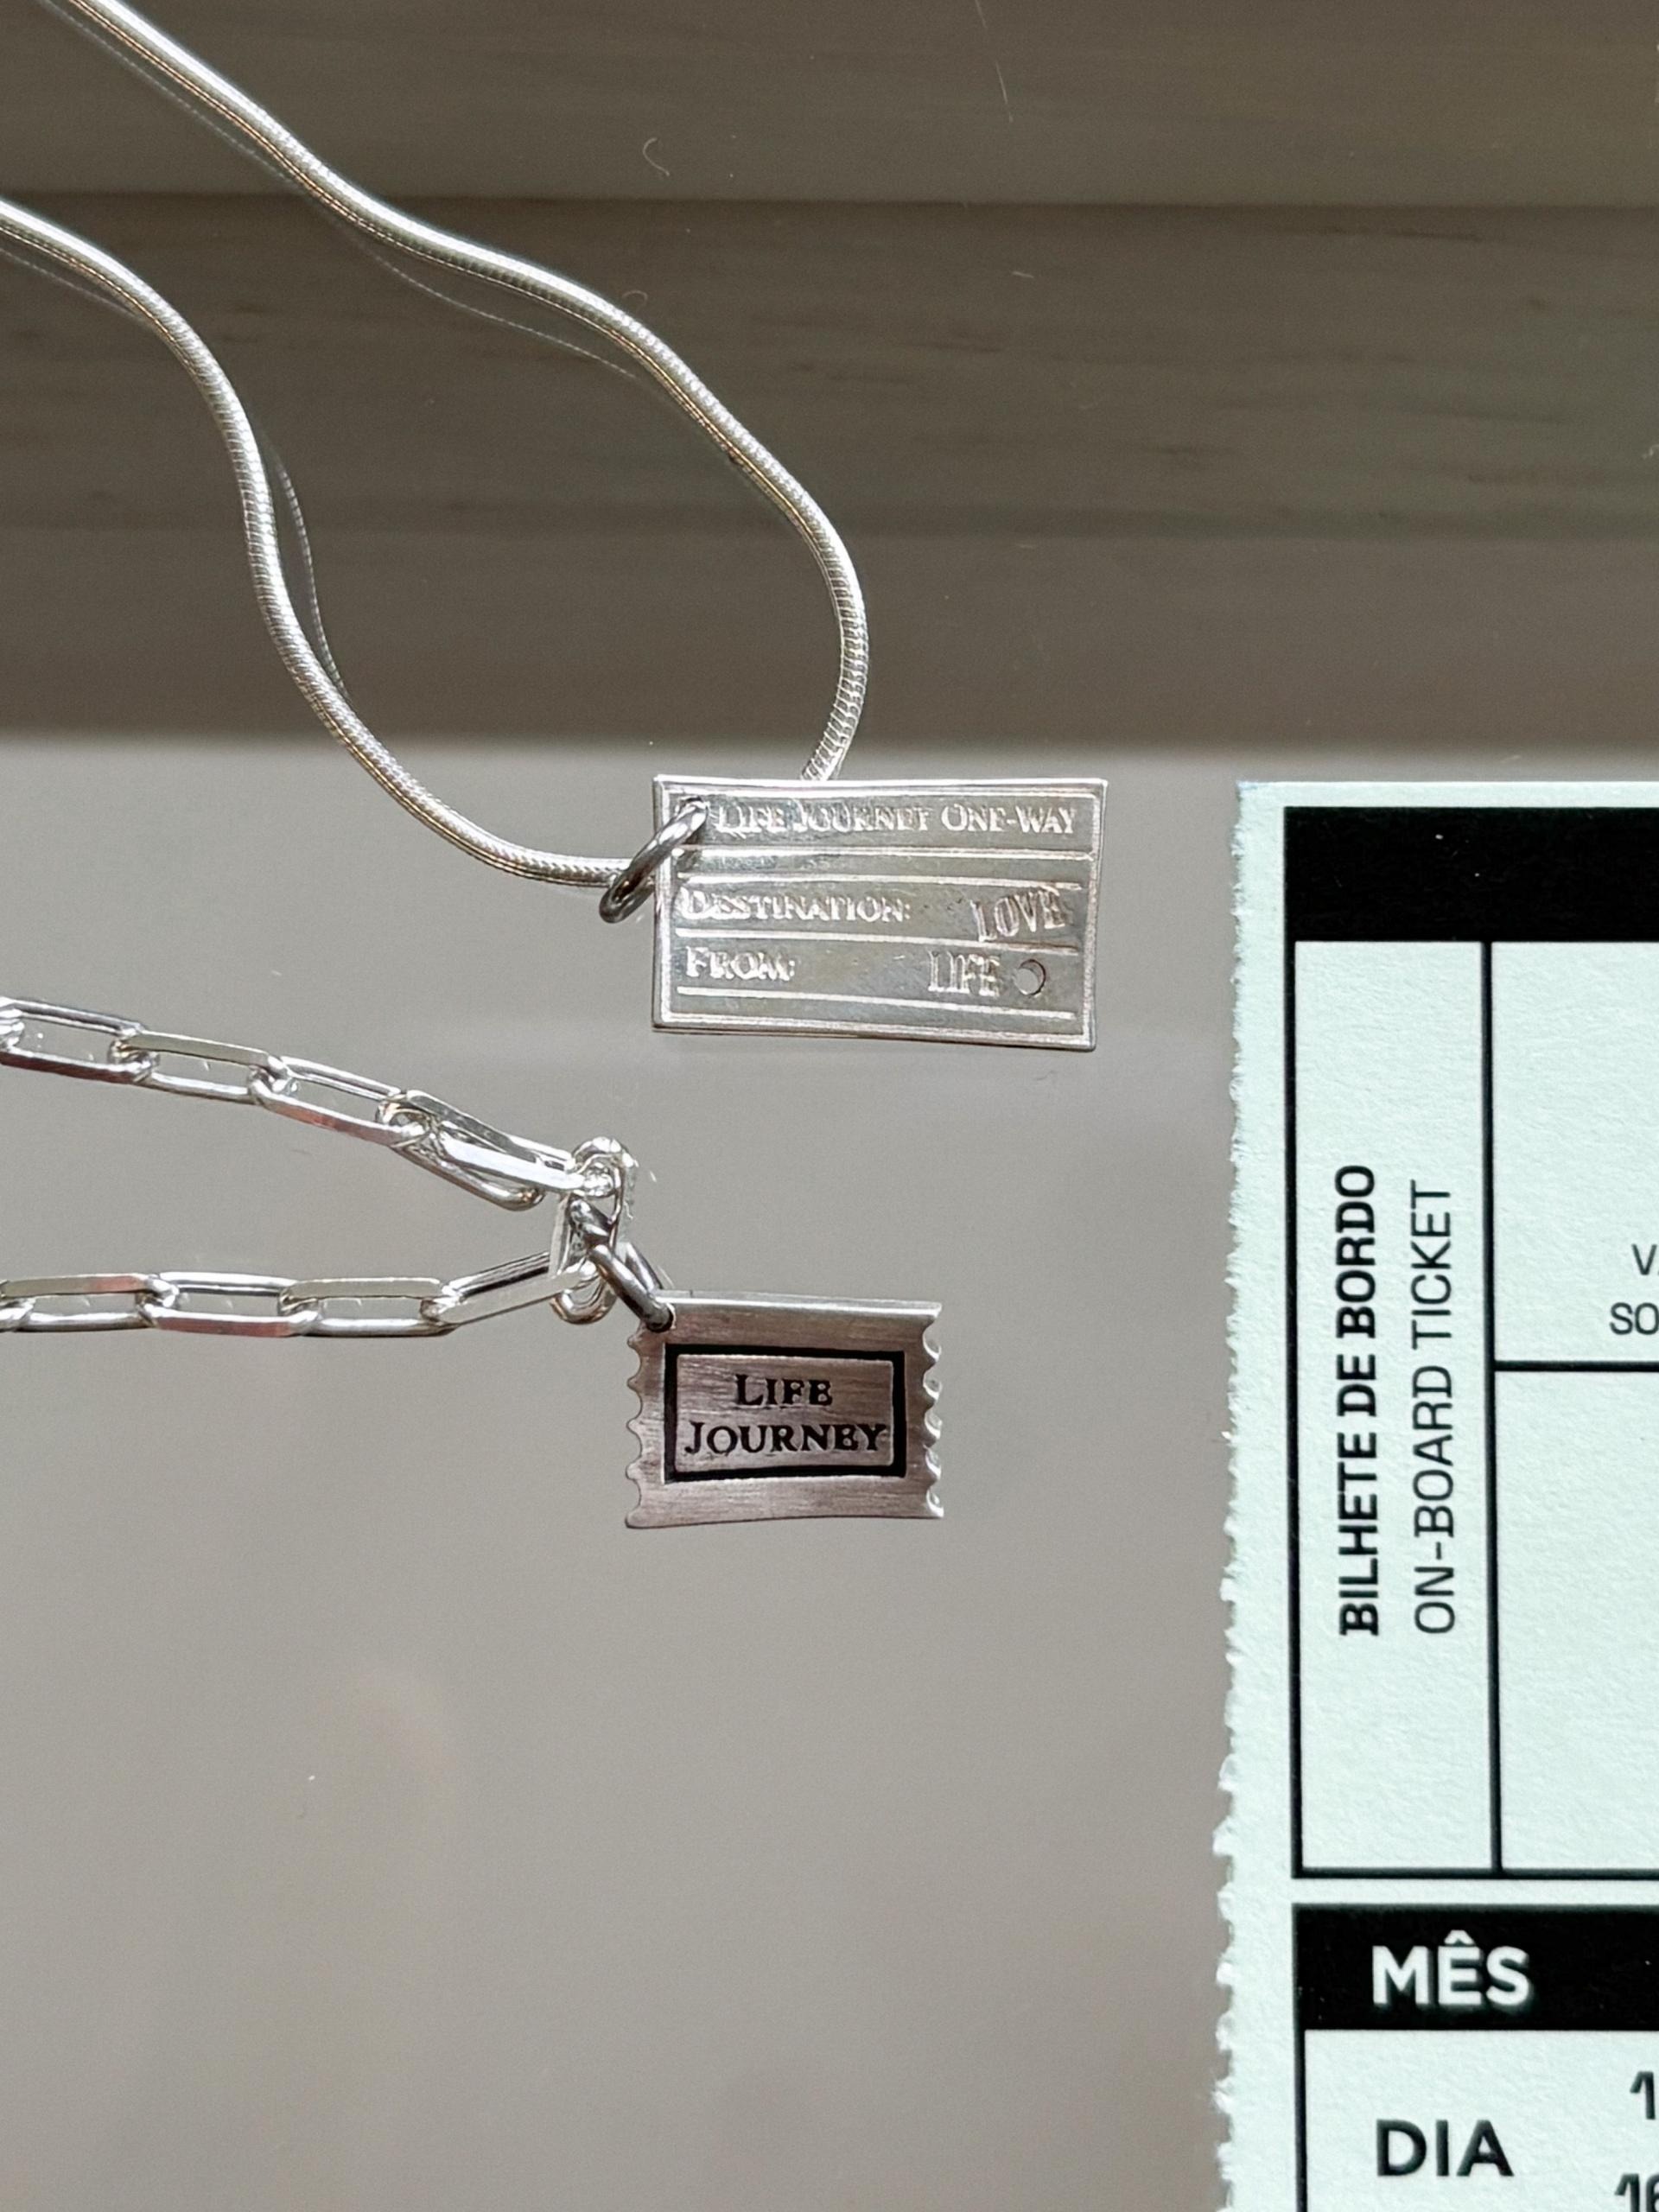 LIFE JOURNEY ONE-WAY
DESTINATION: LOVE
FROM: LIFE
LIFE
JOURNEY
BILHETE DE BORDO
ON-BOARD TICKET
MÊS
DIA